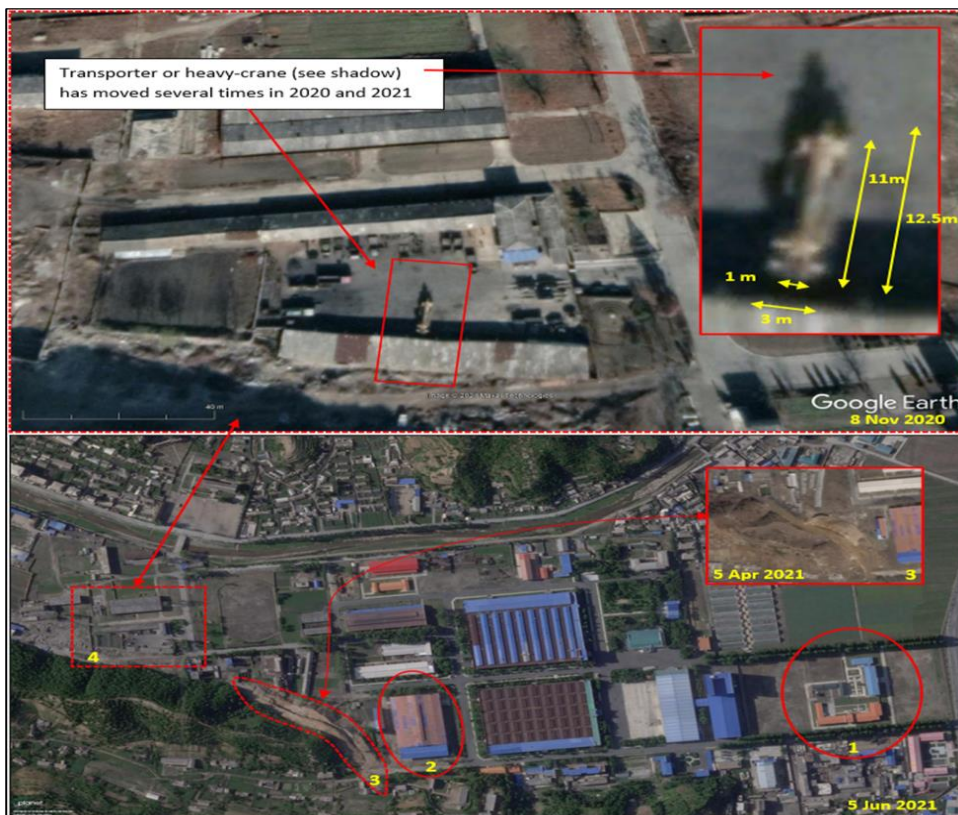 Transporter or heavy-crane (see shadow)
has moved several times in 2020 and 2021
11m
12.5m
1 m
3 m
40 m
Google Earth
8 Nov 2020
5 Apr 2021
3
4
3
2
1
planet
5 Jun 2021